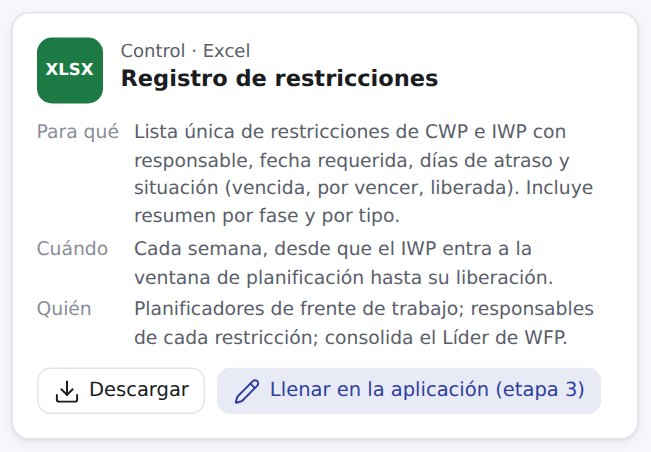 XLSX
Control · Excel
Registro de restricciones
Para qué
Lista única de restricciones de CWP e IWP con
responsable, fecha requerida, días de atraso y
situación (vencida, por vencer, liberada). Incluye
resumen por fase y por tipo.
Cuándo
Cada semana, desde que el IWP entra a la
ventana de planificación hasta su liberación.
Quién
Planificadores de frente de trabajo; responsables
de cada restricción; consolida el Líder de WFP.
Descargar
Llenar en la aplicación (etapa 3)